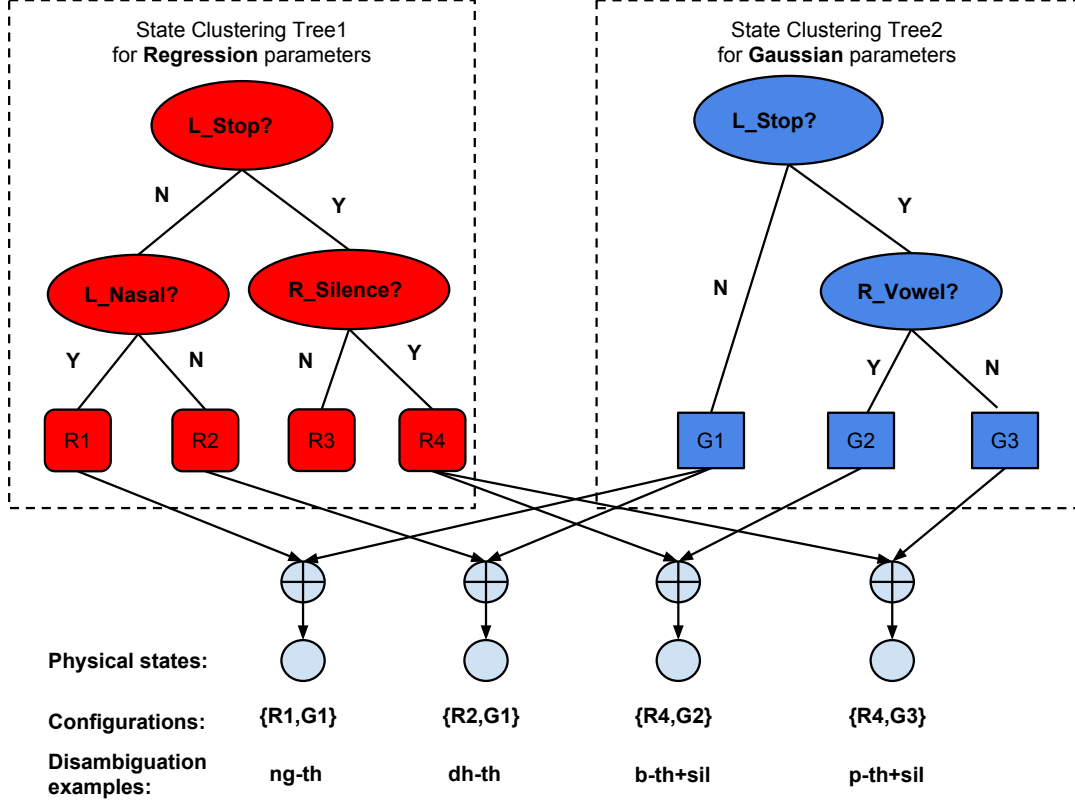 State Clustering Tree1
for Regression parameters
L_Stop?
N
Y
L_Nasal?
R_Silence?
Y
N
N
Y
R1
R2
R3
R4
State Clustering Tree2
for Gaussian parameters
L_Stop?
N
Y
R_Vowel?
Y
N
G1
G2
G3
Physical states:
Configurations:
{R1,G1}
{R2,G1}
{R4,G2}
{R4,G3}
Disambiguation
examples:
ng-th
dh-th
b-th+sil
p-th+sil